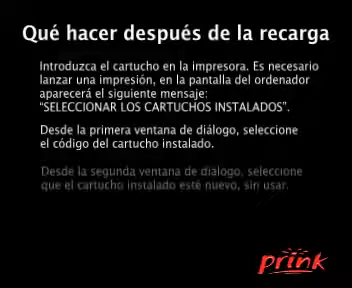 Qué hacer después de la recarga
Introduzca el cartucho en la impresora. Es necesario
lanzar una impresión, en la pantalla del ordenador
aparecerá el siguiente mensaje:
“SELECCIONAR LOS CARTUCHOS INSTALADOS”.
Desde la primera ventana de diálogo, seleccione
el código del cartucho instalado.
Desde la segunda ventana de dialogo, seleccione
que el cartucho instalado esté nuevo, sin usar.
prink